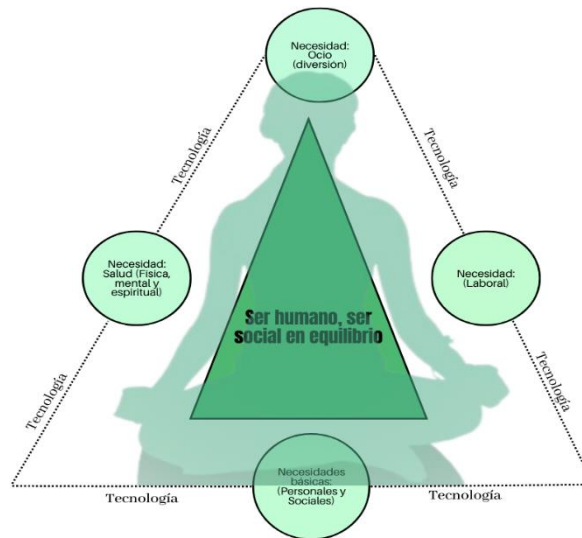 Necesidad:
Ocio
(diversión)
Tecnología
Tecnología
Necesidad:
Salud (Fisica,
mental y
espiritual)
Necesidad:
(Laboral)
Ser humano, ser
social en equilibrio
Tecnología
Tecnología
Necesidades
básicas:
(Personales y
Sociales)
Tecnología
Tecnología